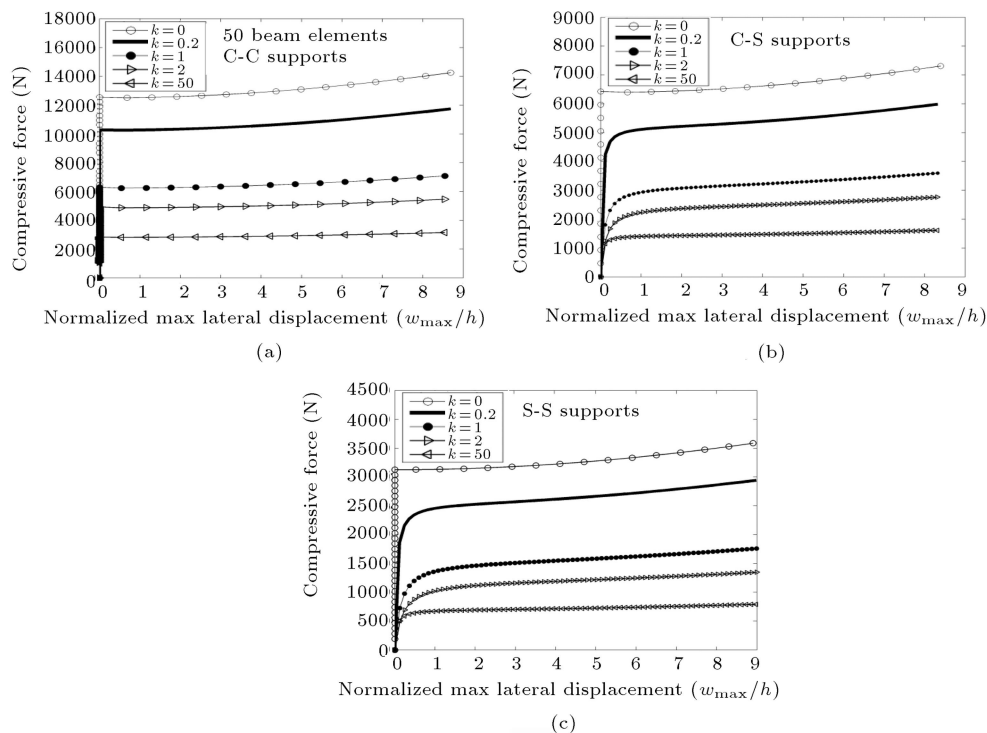 18000
16000
14000
12000
10000
8000
6000
4000
2000
0
Compressive force (N)
k = 0
k = 0.2
k = 1
k = 2
k = 50
50 beam elements
C-C supports
0 1 2 3 4 5 6 7 8 9
Normalized max lateral displacement (w_max/h)
(a)
9000
8000
7000
6000
5000
4000
3000
2000
1000
0
Compressive force (N)
k = 0
k = 0.2
k = 1
k = 2
k = 50
C-S supports
0 1 2 3 4 5 6 7 8 9
Normalized max lateral displacement (w_max/h)
(b)
4500
4000
3500
3000
2500
2000
1500
1000
500
0
Compressive force (N)
k = 0
k = 0.2
k = 1
k = 2
k = 50
S-S supports
0 1 2 3 4 5 6 7 8 9
Normalized max lateral displacement (w_max/h)
(c)